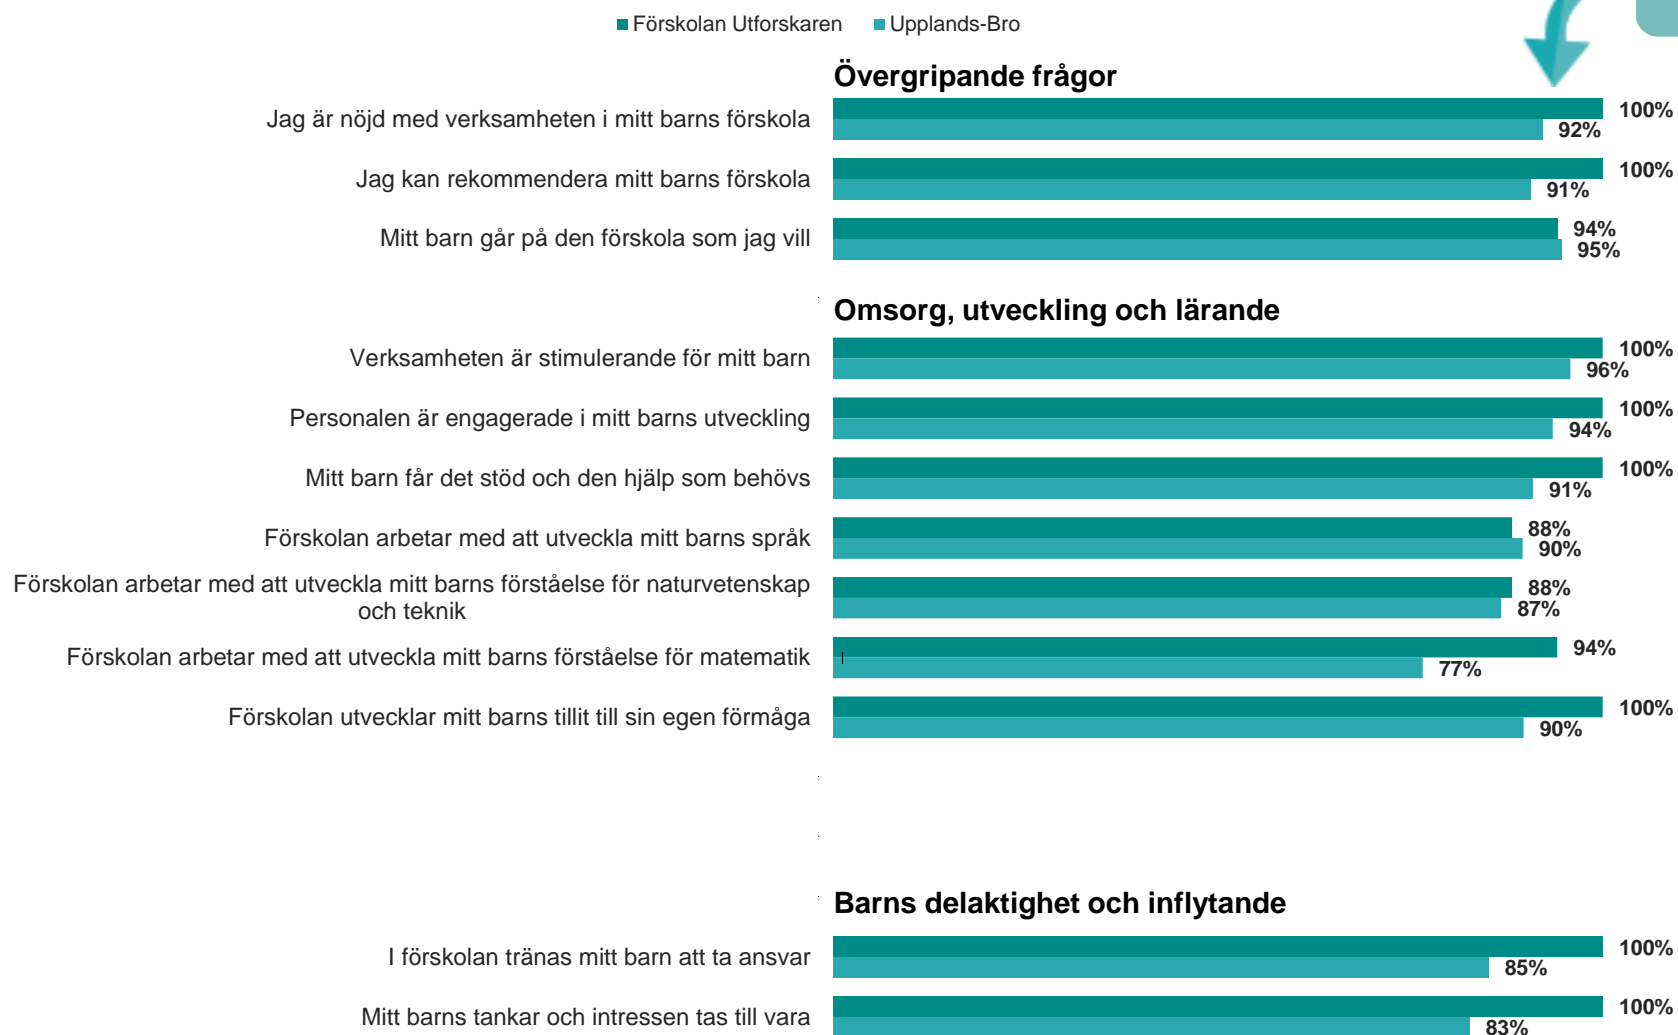 Förskolan Utforskaren Upplands-Bro
Övergripande frågor
Jag är nöjd med verksamheten i mitt barns förskola 100%
92%
Jag kan rekommendera mitt barns förskola 100%
91%
Mitt barn går på den förskola som jag vill 94%
95%
Omsorg, utveckling och lärande
Verksamheten är stimulerande för mitt barn 100%
96%
Personalen är engagerade i mitt barns utveckling 100%
94%
Mitt barn får det stöd och den hjälp som behövs 100%
91%
Förskolan arbetar med att utveckla mitt barns språk 88%
90%
Förskolan arbetar med att utveckla mitt barns förståelse för naturvetenskap
och teknik
88%
87%
Förskolan arbetar med att utveckla mitt barns förståelse för matematik 94%
77%
Förskolan utvecklar mitt barns tillit till sin egen förmåga 100%
90%
Barns delaktighet och inflytande
I förskolan tränas mitt barn att ta ansvar 100%
85%
Mitt barns tankar och intressen tas till vara 100%
83%